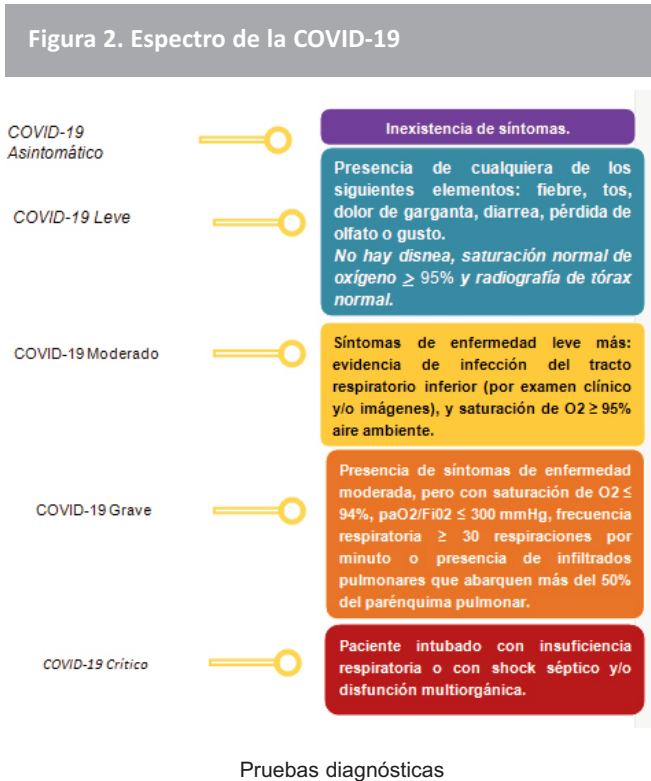 Figura 2. Espectro de la COVID-19
COVID-19
Asintomático
Inexistencia de síntomas.
COVID-19 Leve
Presencia de cualquiera de los
siguientes elementos: fiebre, tos,
dolor de garganta, diarrea, pérdida de
olfato o gusto.
No hay disnea, saturación normal de
oxígeno ≥ 95% y radiografía de tórax
normal.
COVID-19 Moderado
Síntomas de enfermedad leve más:
evidencia de infección del tracto
respiratorio inferior (por examen clínico
y/o imágenes), y saturación de O2 ≥ 95%
aire ambiente.
COVID-19 Grave
Presencia de síntomas de enfermedad
moderada, pero con saturación de O2 ≤
94%, paO2/Fi02 ≤ 300 mmHg, frecuencia
respiratoria ≥ 30 respiraciones por
minuto o presencia de infiltrados
pulmonares que abarquen más del 50%
del parénquima pulmonar.
COVID-19 Crítico
Paciente intubado con insuficiencia
respiratoria o con shock séptico y/o
disfunción multiorgánica.
Pruebas diagnósticas